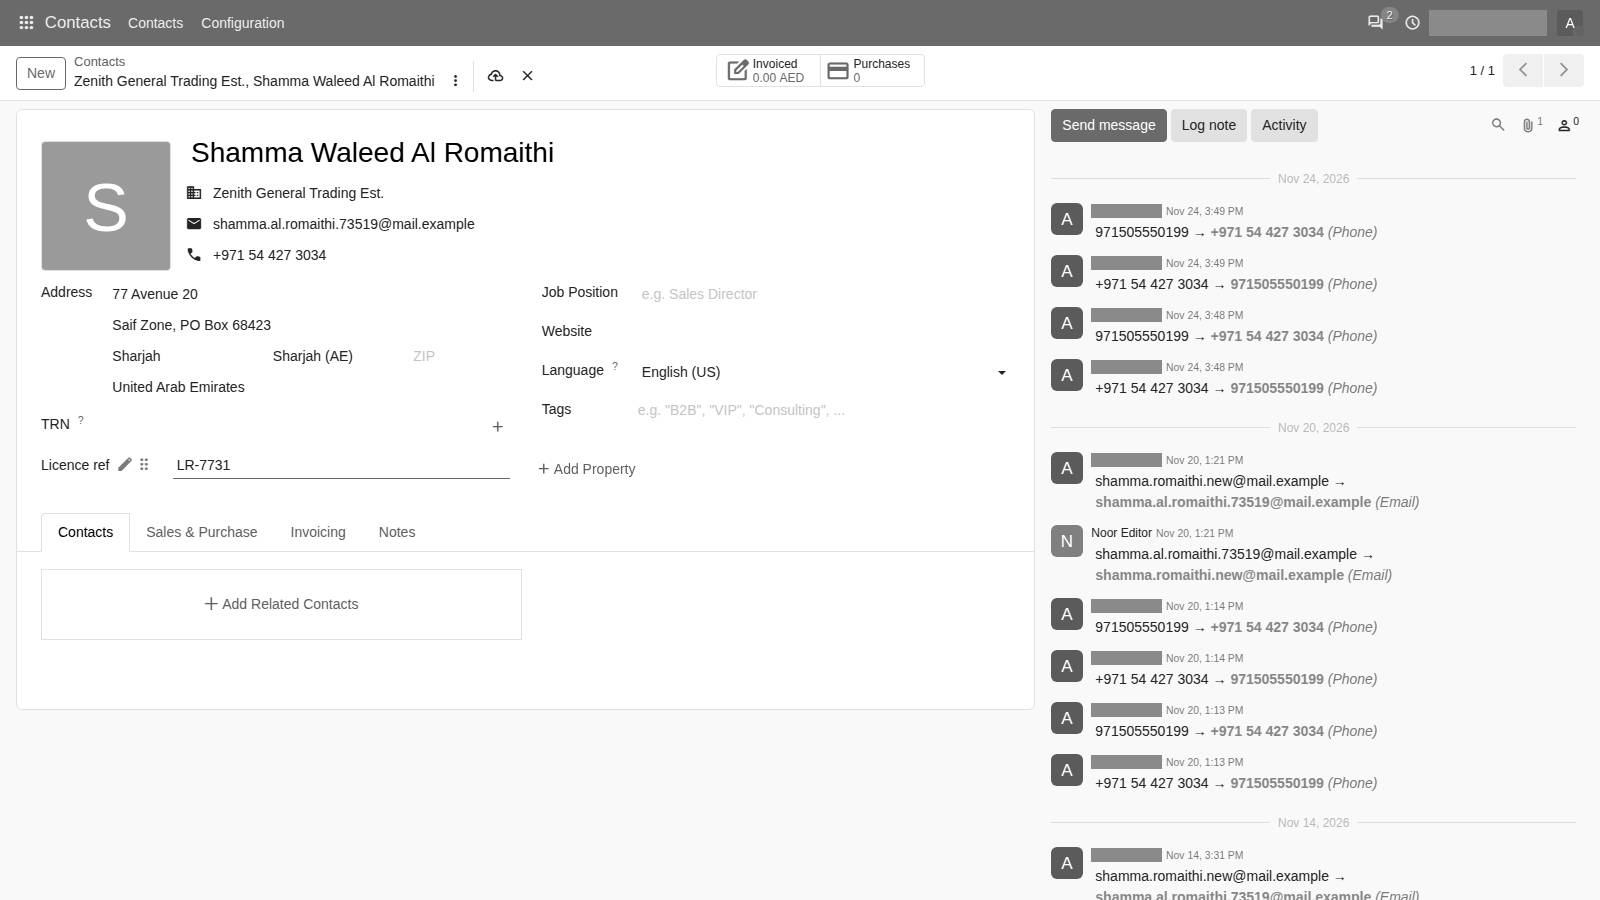 Contacts Contacts Configuration 2 A
New
Contacts
Zenith General Trading Est., Shamma Waleed Al Romaithi
Invoiced
0.00 AED
Purchases
0
1 / 1
S
Shamma Waleed Al Romaithi
Zenith General Trading Est.
shamma.al.romaithi.73519@mail.example
+971 54 427 3034
Address
77 Avenue 20
Saif Zone, PO Box 68423
Sharjah Sharjah (AE) ZIP
United Arab Emirates
TRN ?
Licence ref LR-7731
Job Position e.g. Sales Director
Website
Language ? English (US)
Tags e.g. "B2B", "VIP", "Consulting", ...
+ Add Property
Contacts Sales & Purchase Invoicing Notes
+ Add Related Contacts
Send message Log note Activity 1 0
Nov 24, 2026
A Nov 24, 3:49 PM
971505550199 → +971 54 427 3034 (Phone)
A Nov 24, 3:49 PM
+971 54 427 3034 → 971505550199 (Phone)
A Nov 24, 3:48 PM
971505550199 → +971 54 427 3034 (Phone)
A Nov 24, 3:48 PM
+971 54 427 3034 → 971505550199 (Phone)
Nov 20, 2026
A Nov 20, 1:21 PM
shamma.romaithi.new@mail.example →
shamma.al.romaithi.73519@mail.example (Email)
N Noor Editor Nov 20, 1:21 PM
shamma.al.romaithi.73519@mail.example →
shamma.romaithi.new@mail.example (Email)
A Nov 20, 1:14 PM
971505550199 → +971 54 427 3034 (Phone)
A Nov 20, 1:14 PM
+971 54 427 3034 → 971505550199 (Phone)
A Nov 20, 1:13 PM
971505550199 → +971 54 427 3034 (Phone)
A Nov 20, 1:13 PM
+971 54 427 3034 → 971505550199 (Phone)
Nov 14, 2026
A Nov 14, 3:31 PM
shamma.romaithi.new@mail.example →
shamma.al.romaithi.73519@mail.example (Email)